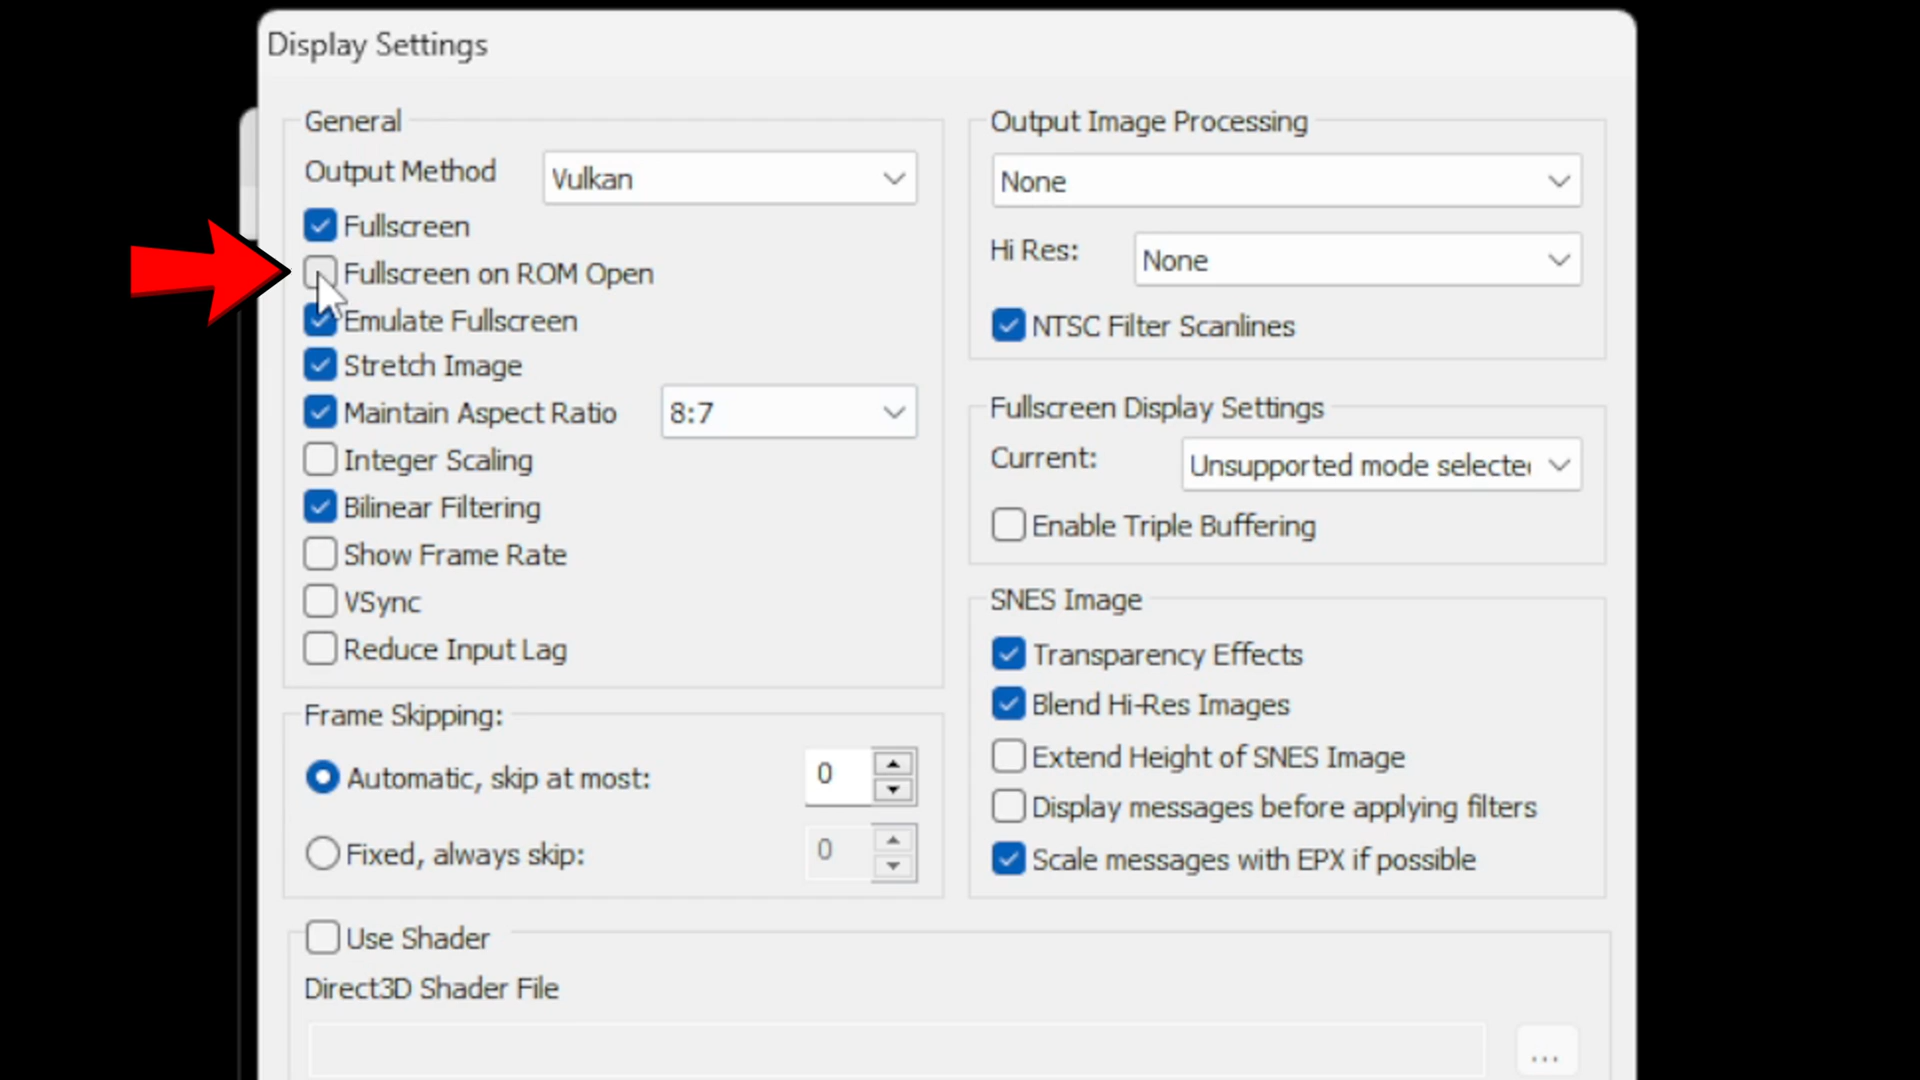 Display Settings
General
Output Method
Vulkan
Fullscreen
Fullscreen on ROM Open
Emulate Fullscreen
Stretch Image
Maintain Aspect Ratio
8:7
Integer Scaling
Bilinear Filtering
Show Frame Rate
VSync
Reduce Input Lag
Frame Skipping:
Automatic, skip at most:
0
Fixed, always skip:
0
Output Image Processing
None
Hi Res:
None
NTSC Filter Scanlines
Fullscreen Display Settings
Current:
Unsupported mode selecte
Enable Triple Buffering
SNES Image
Transparency Effects
Blend Hi-Res Images
Extend Height of SNES Image
Display messages before applying filters
Scale messages with EPX if possible
Use Shader
Direct3D Shader File
...